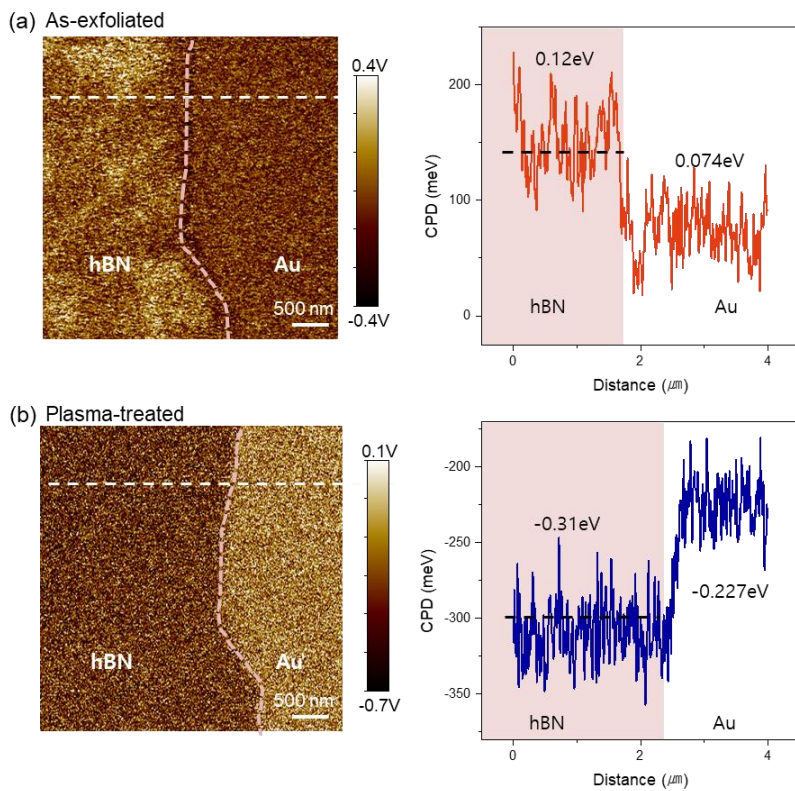 (a) As-exfoliated
0.4V
hBN
Au
500 nm
-0.4V
CPD (meV)
200
100
0
0.12eV
0.074eV
hBN
Au
0
2
4
Distance (㎛)
(b) Plasma-treated
0.1V
hBN
Au
500 nm
-0.7V
CPD (meV)
-200
-250
-300
-350
-0.31eV
-0.227eV
hBN
Au
0
2
4
Distance (㎛)